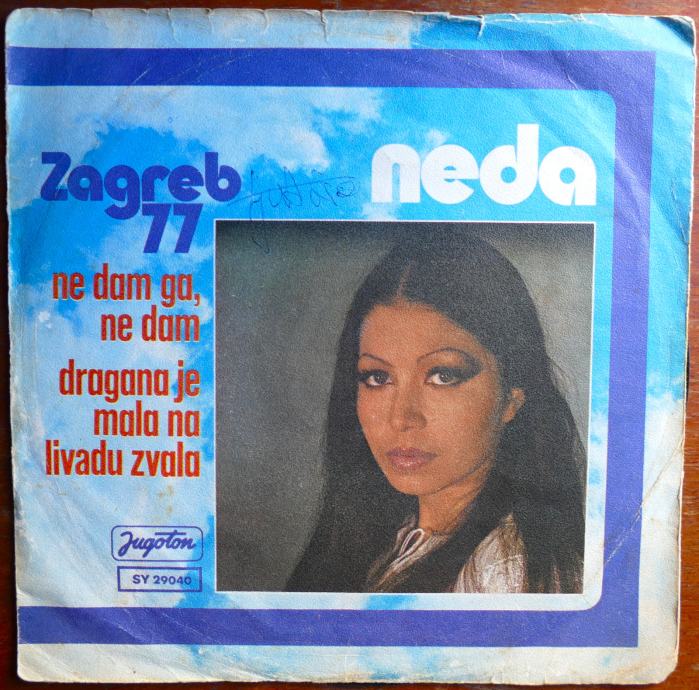 Zagreb
77
neda
ne dam ga,
ne dam
dragana je
mala na
livadu zvala
Jugoton
SY 29040